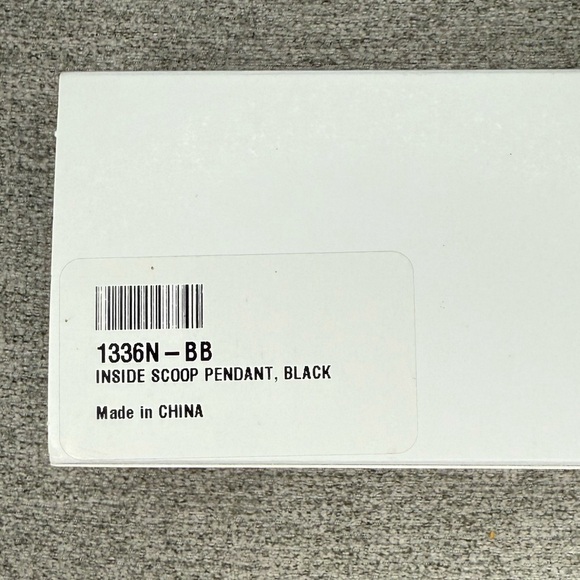 1336N-BB
INSIDE SCOOP PENDANT, BLACK
Made in CHINA